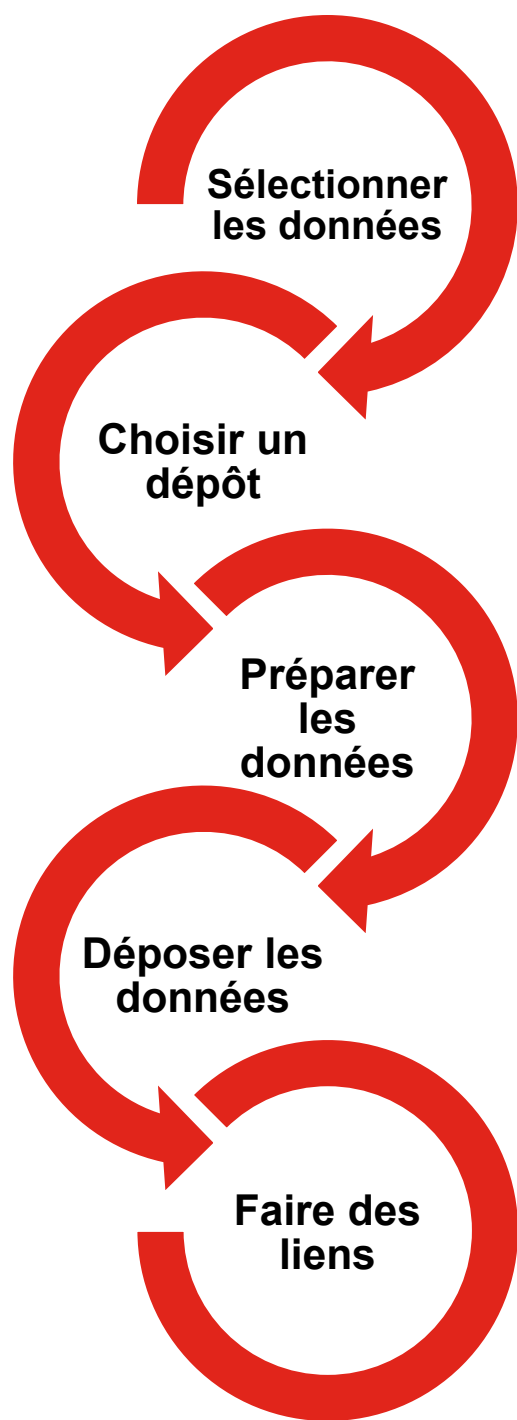 Sélectionner
les données
Choisir un
dépôt
Préparer
les
données
Déposer les
données
Faire des
liens